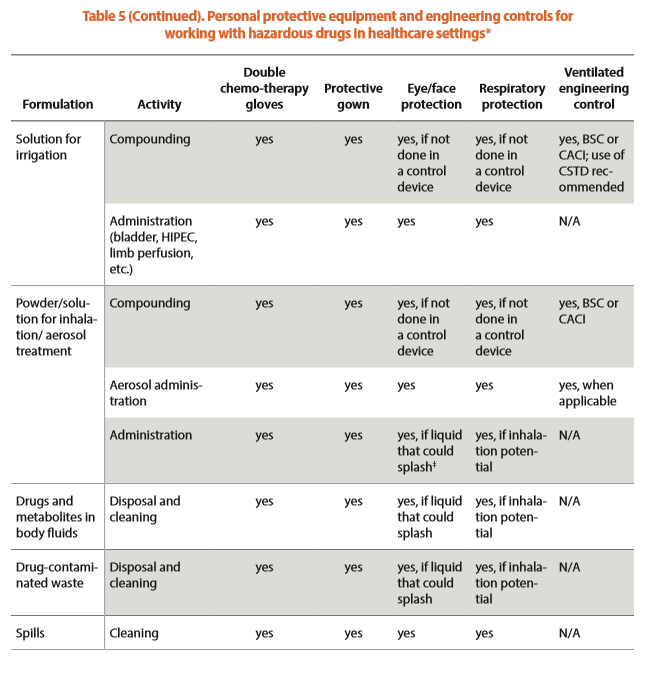 Table 5 (Continued). Personal protective equipment and engineering controls for
working with hazardous drugs in healthcare settings*
Formulation Activity Double chemo-therapy gloves Protective gown Eye/face protection Respiratory protection Ventilated engineering control
Solution for irrigation Compounding yes yes yes, if not done in a control device yes, if not done in a control device yes, BSC or CACI; use of CSTD rec-ommended
Administration (bladder, HIPEC, limb perfusion, etc.) yes yes yes yes N/A
Powder/solu-tion for inhala-tion/ aerosol treatment Compounding yes yes yes, if not done in a control device yes, if not done in a control device yes, BSC or CACI
Aerosol adminis-tration yes yes yes yes yes, when applicable
Administration yes yes yes, if liquid that could splash‡ yes, if inhala-tion poten-tial N/A
Drugs and metabolites in body fluids Disposal and cleaning yes yes yes, if liquid that could splash yes, if inhala-tion poten-tial N/A
Drug-contami-nated waste Disposal and cleaning yes yes yes, if liquid that could splash yes, if inhala-tion poten-tial N/A
Spills Cleaning yes yes yes yes N/A